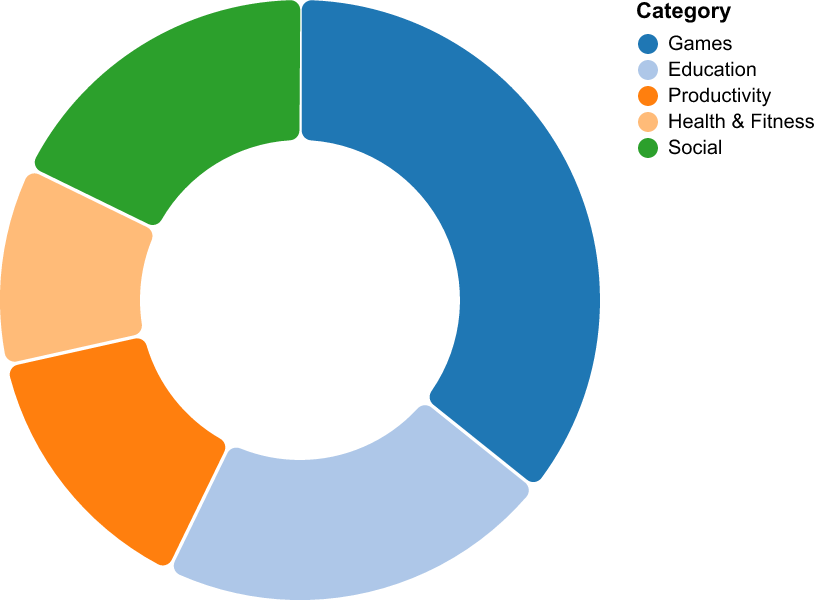 Category
Games
Education
Productivity
Health & Fitness
Social